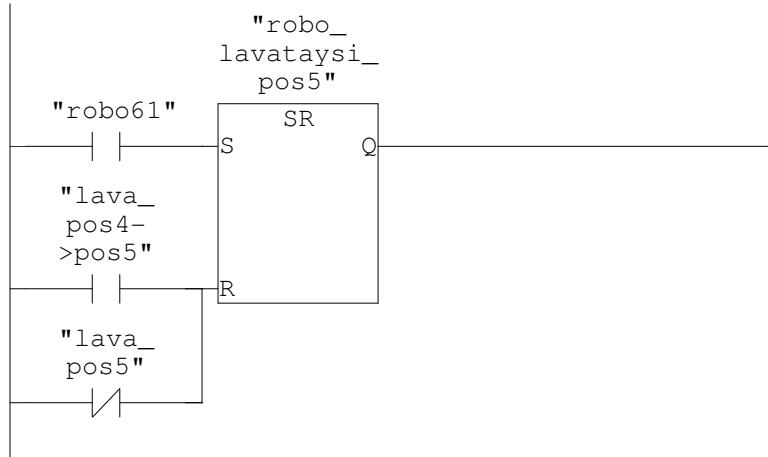 "robo_
lavataysi_
pos5"
"robo61"
SR
S
Q
"lava_
pos4-
>pos5"
R
"lava_
pos5"